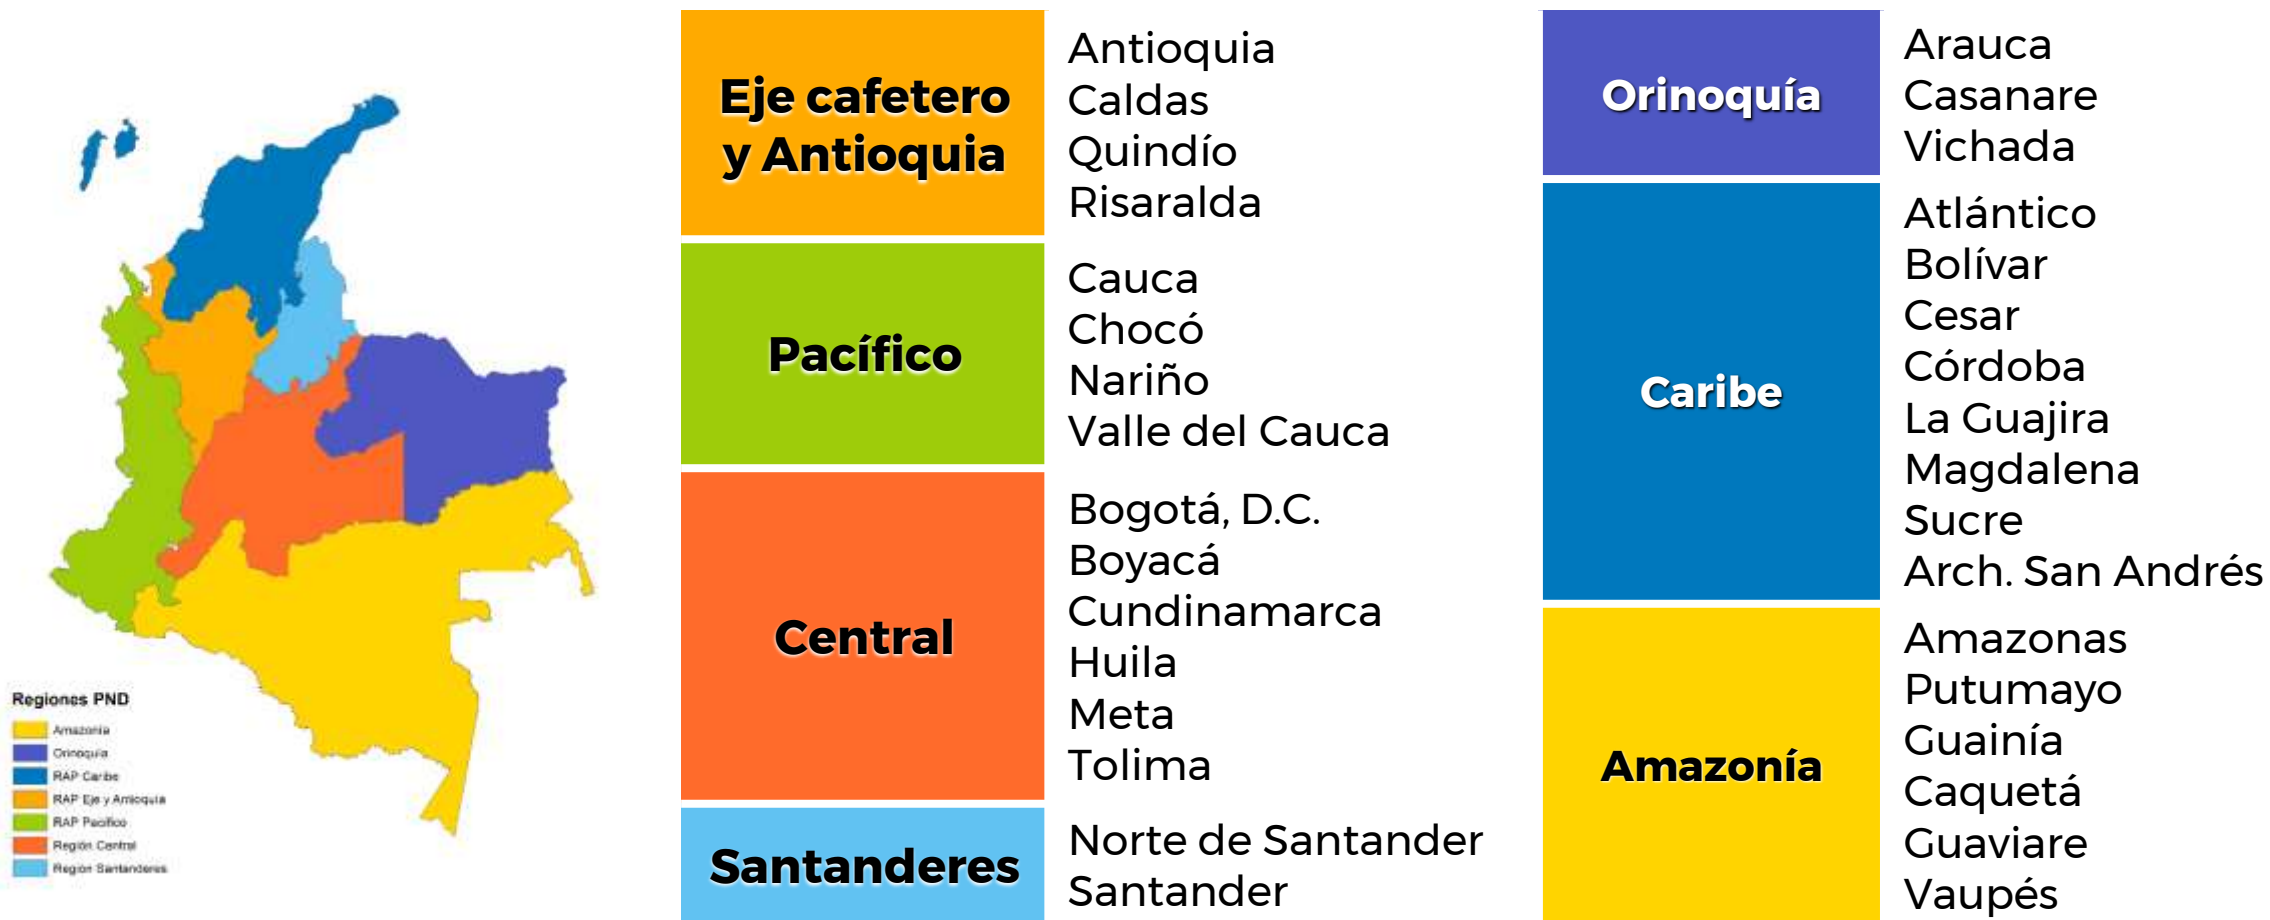 Regiones PND
Amazonía
Orinoquía
RAP Caribe
RAP Eje y Antioquia
RAP Pacífico
Región Central
Región Santanderes
Eje cafetero
y Antioquia
Antioquia
Caldas
Quindío
Risaralda
Pacífico
Cauca
Chocó
Nariño
Valle del Cauca
Central
Bogotá, D.C.
Boyacá
Cundinamarca
Huila
Meta
Tolima
Santanderes
Norte de Santander
Santander
Orinoquía
Arauca
Casanare
Vichada
Caribe
Atlántico
Bolívar
Cesar
Córdoba
La Guajira
Magdalena
Sucre
Arch. San Andrés
Amazonía
Amazonas
Putumayo
Guainía
Caquetá
Guaviare
Vaupés